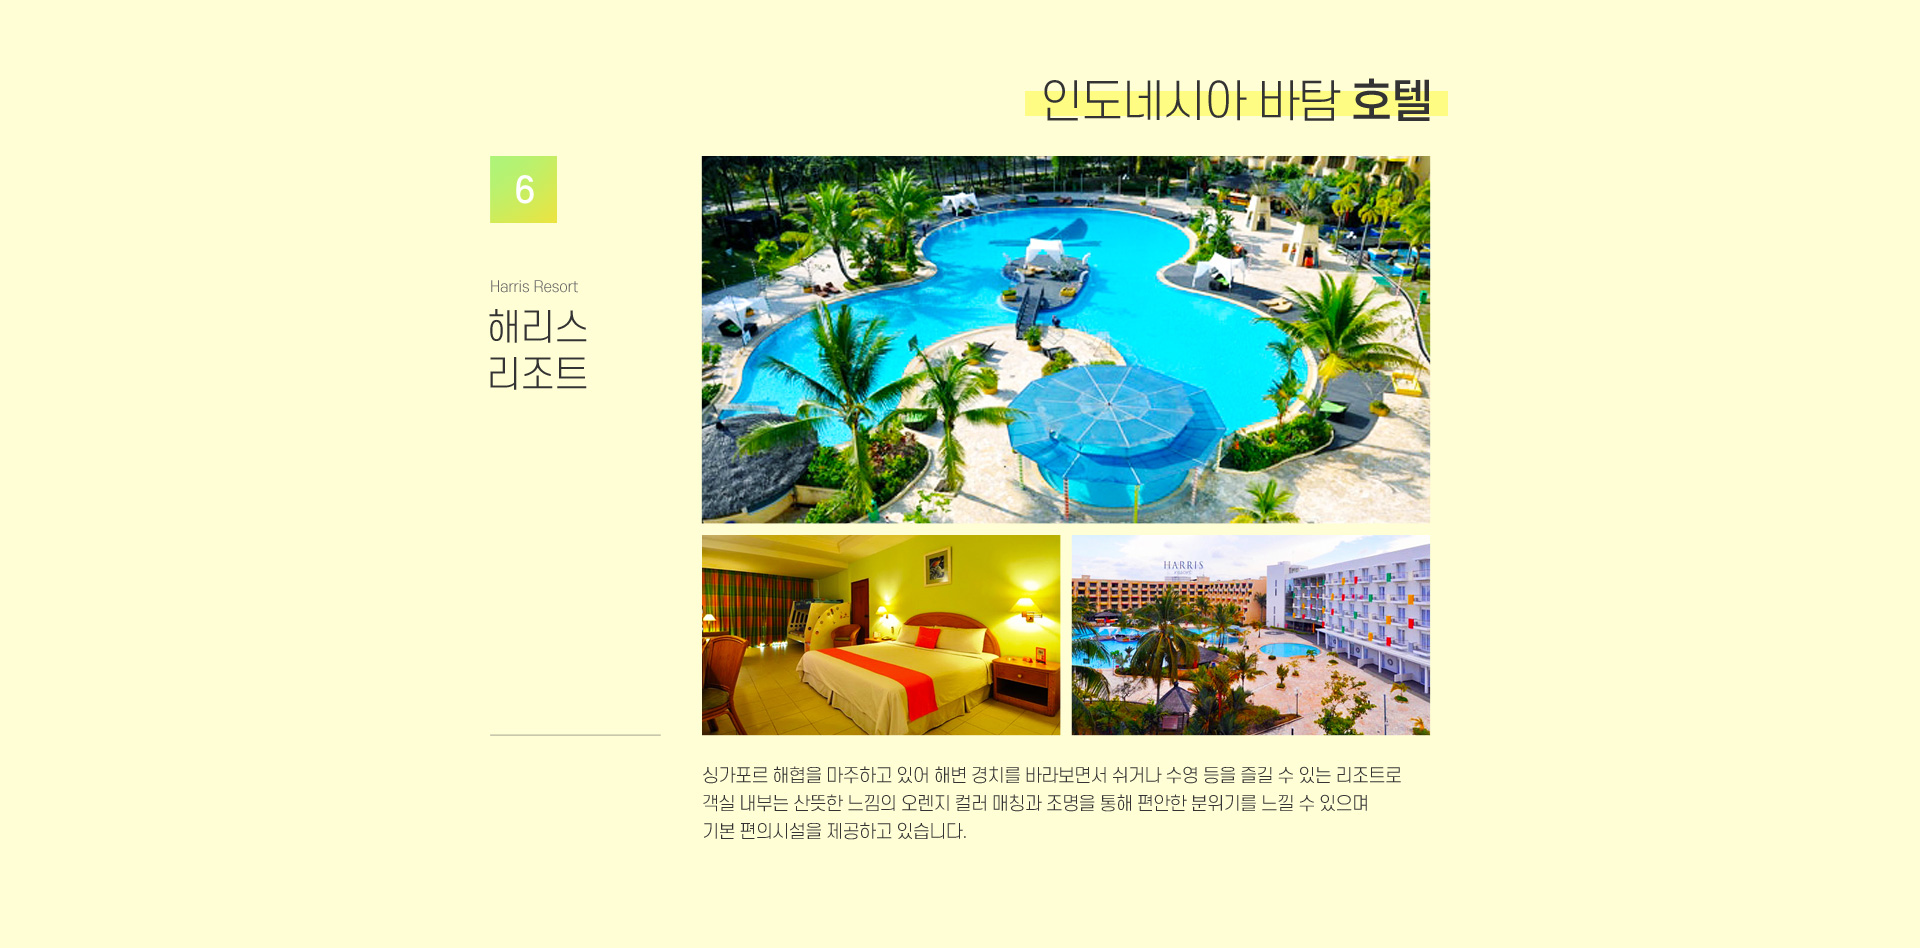 인도네시아 바탐 호텔
6
Harris Resort
해리스
리조트
HARRIS
싱가포르 해협을 마주하고 있어 해변 경치를 바라보면서 쉬거나 수영 등을 즐길 수 있는 리조트로
객실 내부는 산뜻한 느낌의 오렌지 컬러 매칭과 조명을 통해 편안한 분위기를 느낄 수 있으며
기본 편의시설을 제공하고 있습니다.